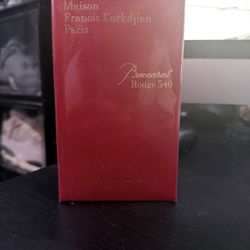 Maison
Francis Kurkdjian
Paris
Baccarat
Rouge 540